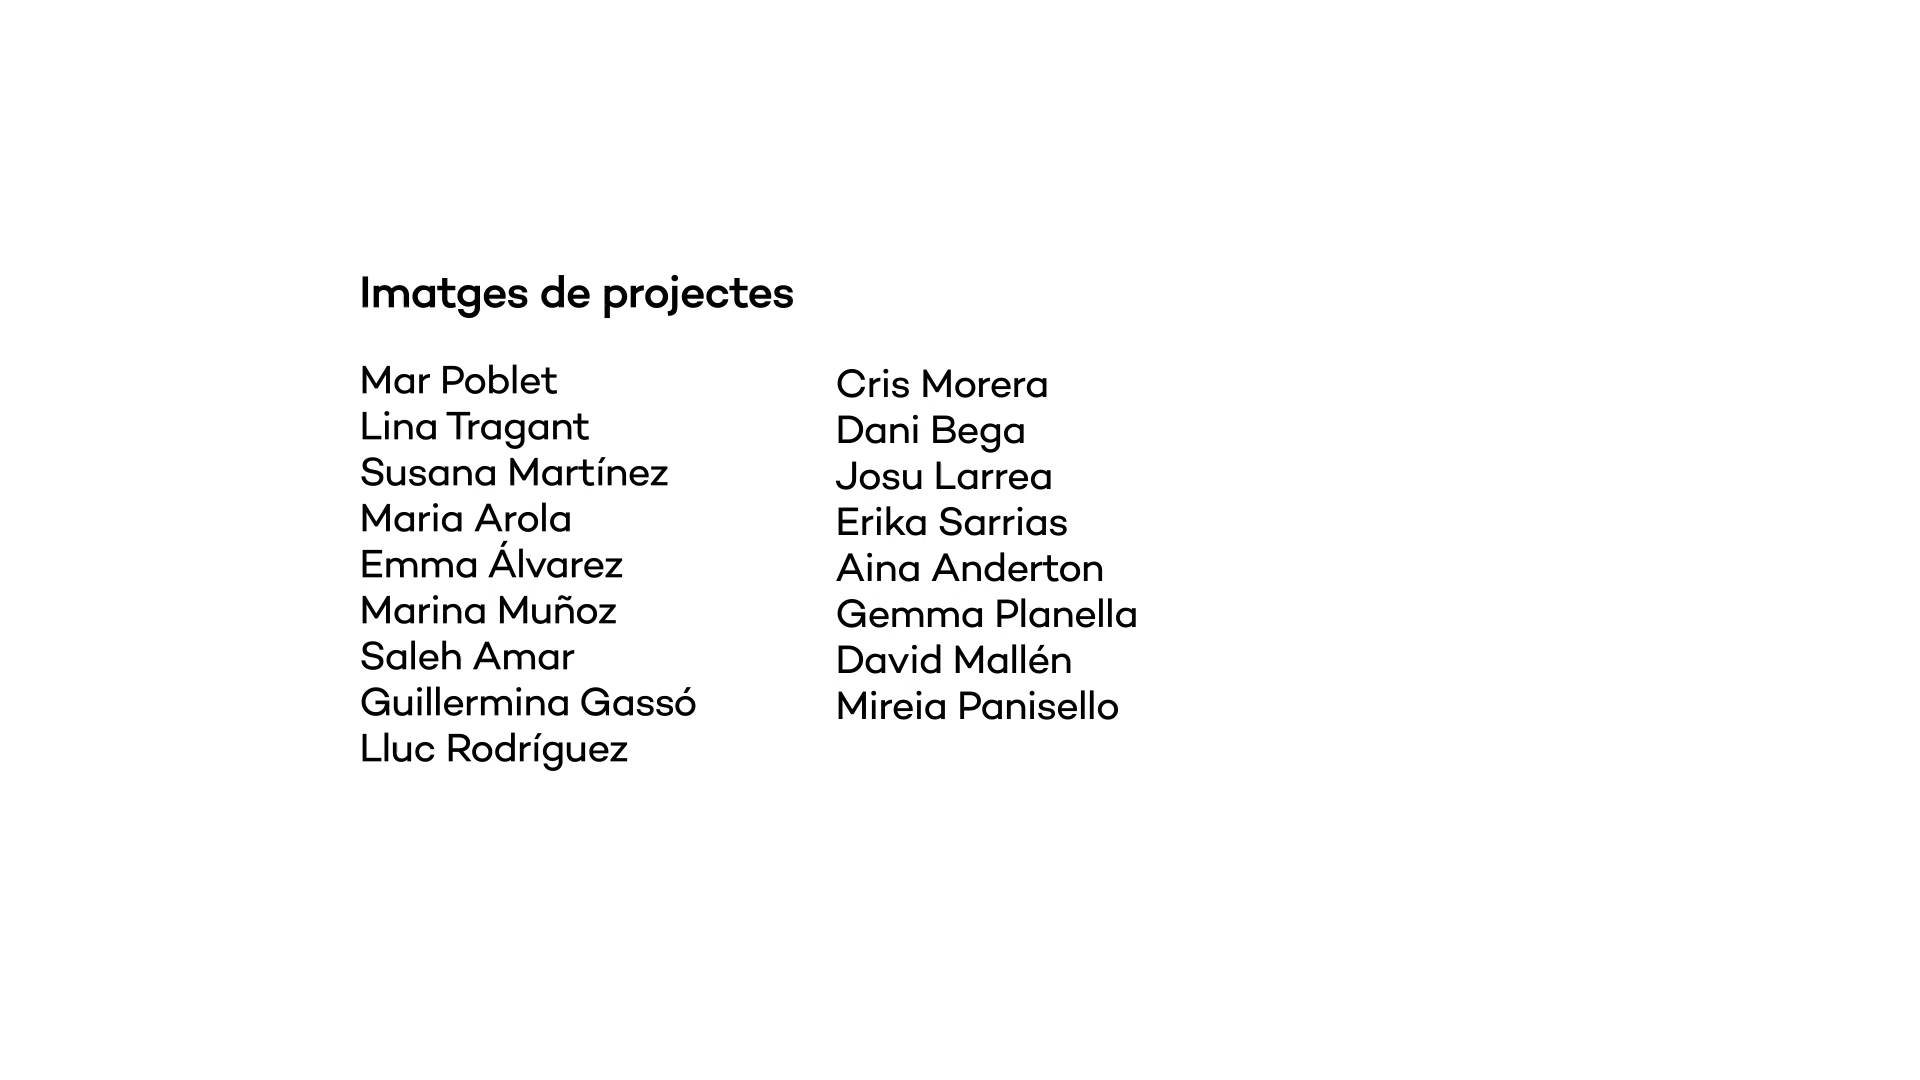 Imatges de projectes
Mar Poblet
Lina Tragant
Susana Martínez
Maria Arola
Emma Álvarez
Marina Muñoz
Saleh Amar
Guillermina Gassó
Lluc Rodríguez
Cris Morera
Dani Bega
Josu Larrea
Erika Sarrias
Aina Anderton
Gemma Planella
David Mallén
Mireia Panisello